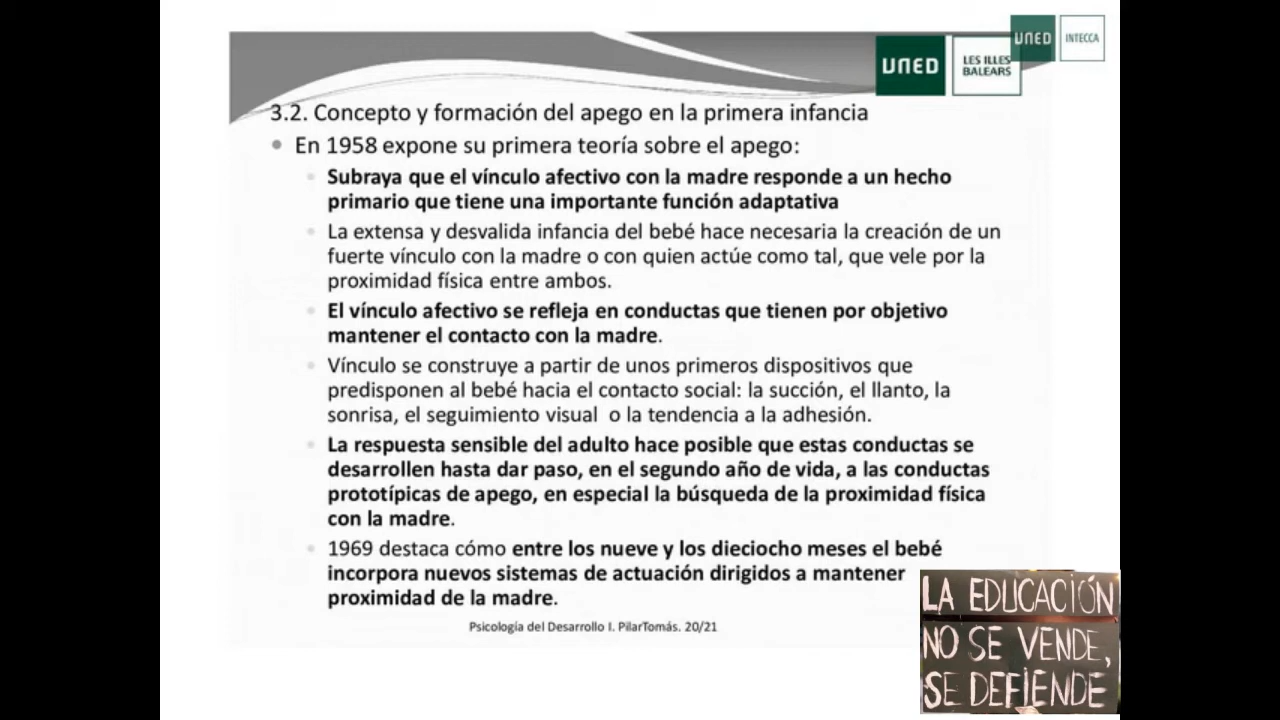 UNED
INTECCA
UNED
LES ILLES
BALEARS
3.2. Concepto y formación del apego en la primera infancia
En 1958 expone su primera teoría sobre el apego:
Subraya que el vínculo afectivo con la madre responde a un hecho
primario que tiene una importante función adaptativa
La extensa y desvalida infancia del bebé hace necesaria la creación de un
fuerte vínculo con la madre o con quien actúe como tal, que vele por la
proximidad física entre ambos.
El vínculo afectivo se refleja en conductas que tienen por objetivo
mantener el contacto con la madre.
Vínculo se construye a partir de unos primeros dispositivos que
predisponen al bebé hacia el contacto social: la succión, el llanto, la
sonrisa, el seguimiento visual o la tendencia a la adhesión.
La respuesta sensible del adulto hace posible que estas conductas se
desarrollen hasta dar paso, en el segundo año de vida, a las conductas
prototípicas de apego, en especial la búsqueda de la proximidad física
con la madre.
1969 destaca cómo entre los nueve y los dieciocho meses el bebé
incorpora nuevos sistemas de actuación dirigidos a mantener
proximidad de la madre.
Psicología del Desarrollo I. PilarTomás. 20/21
LA EDUCACIÓN
NO SE VENDE,
SE DEFIENDE